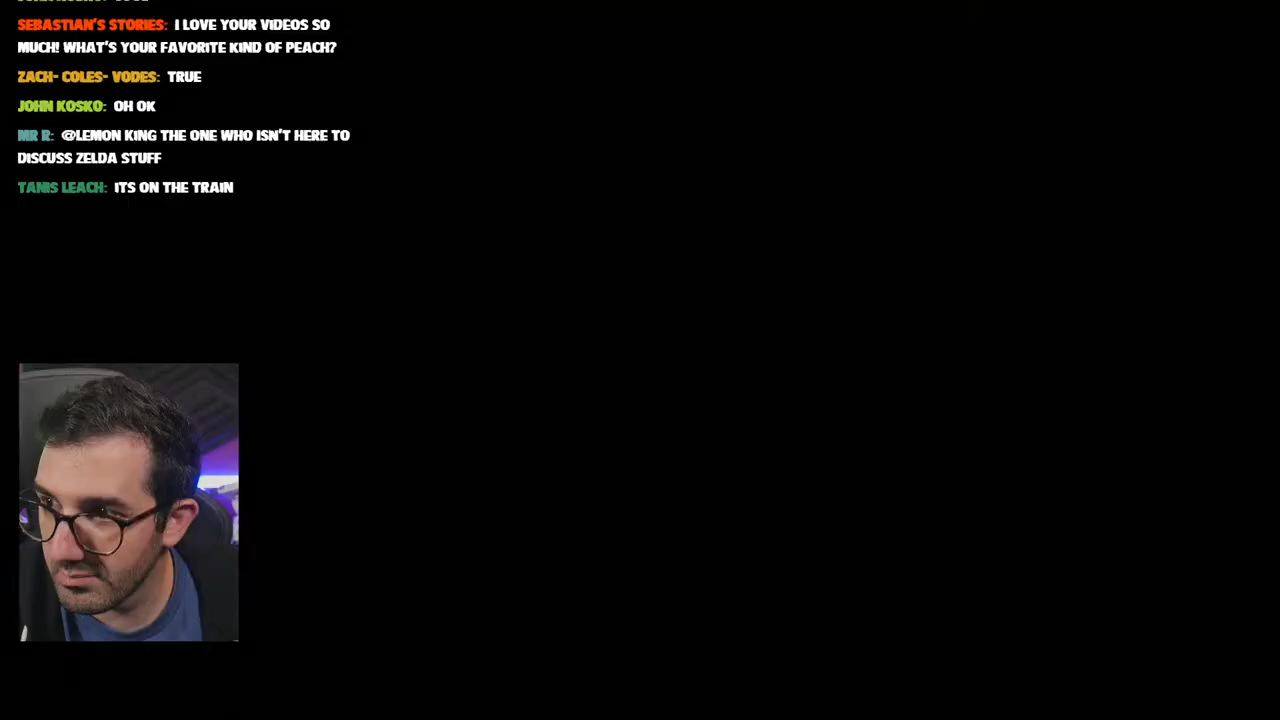 SEBASTIAN'S STORIES: I LOVE YOUR VIDEOS SO
MUCH! WHAT'S YOUR FAVORITE KIND OF PEACH?
ZACH- COLES- VODES: TRUE
JOHN KOSKO: OH OK
MR R: @LEMON KING THE ONE WHO ISN'T HERE TO
DISCUSS ZELDA STUFF
TANIS LEACH: ITS ON THE TRAIN